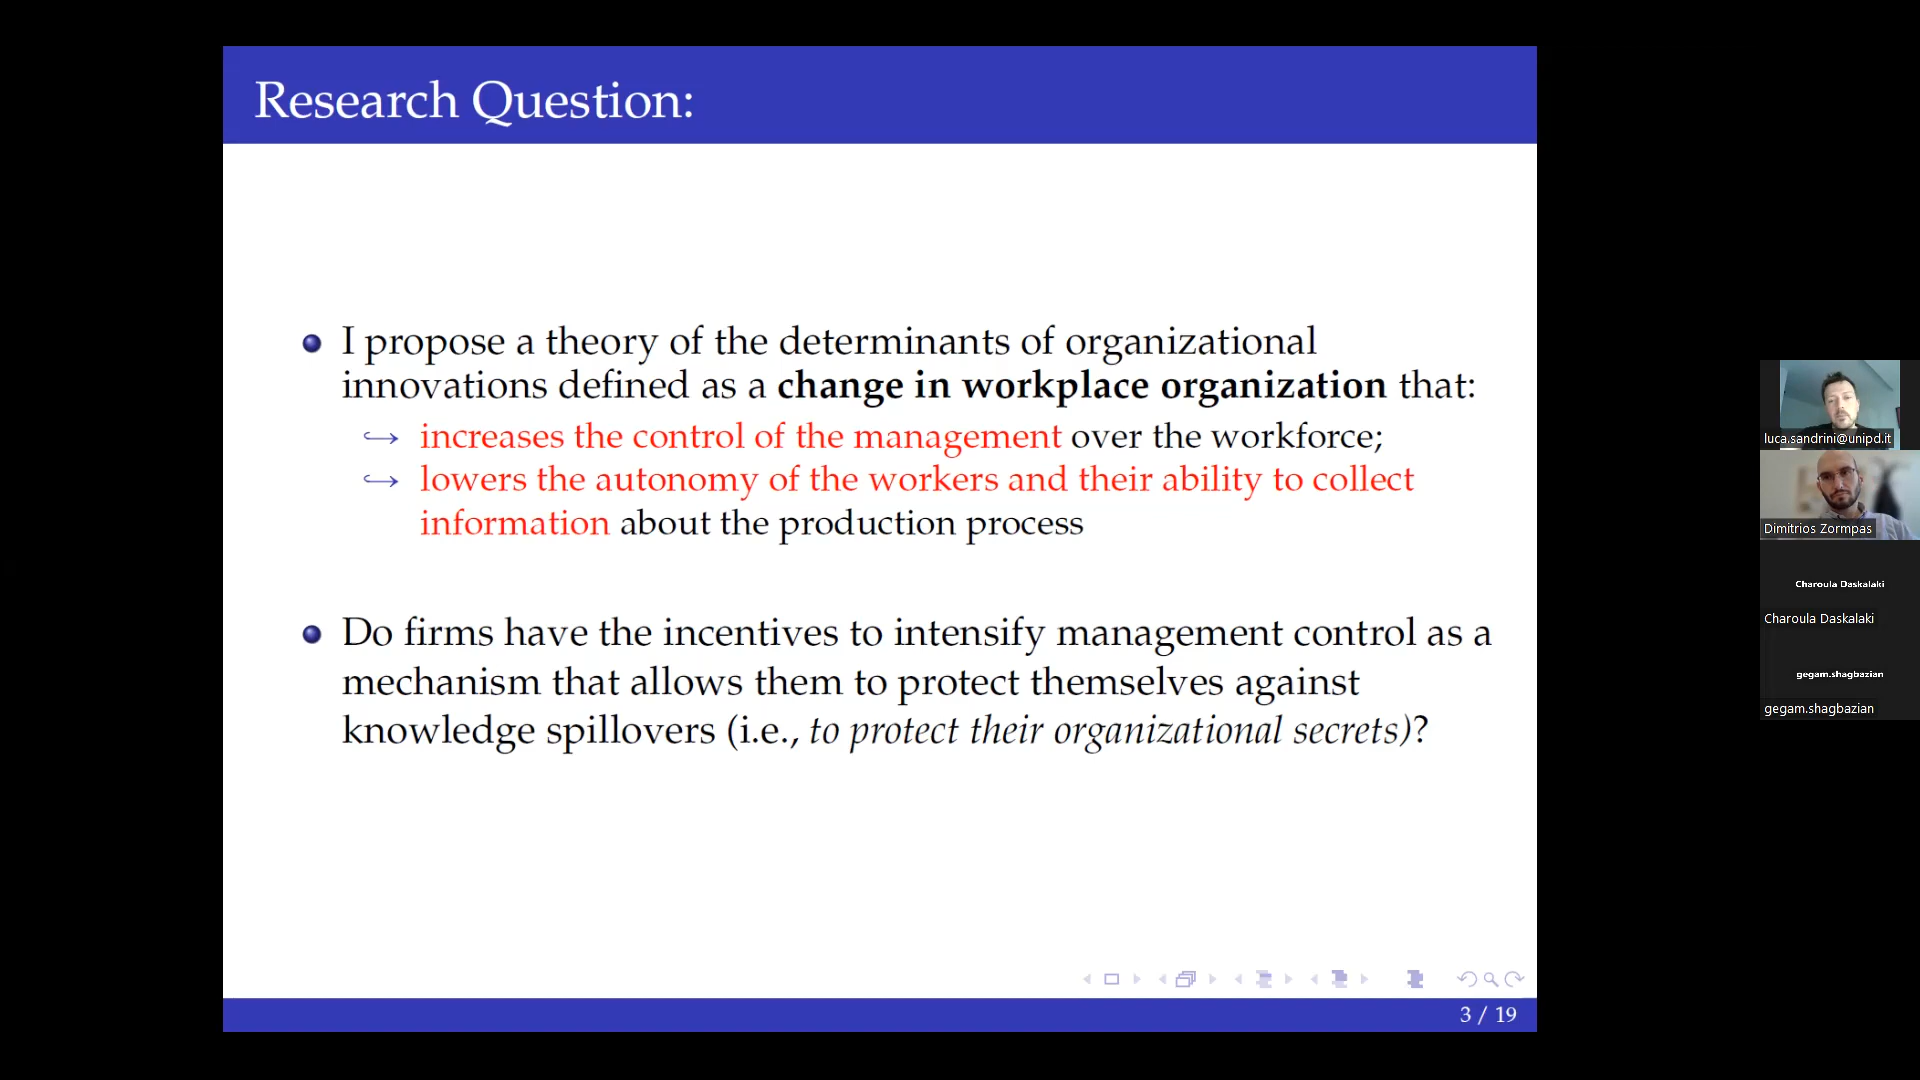 Research Question:
I propose a theory of the determinants of organizational
innovations defined as a change in workplace organization that:
increases the control of the management over the workforce;
lowers the autonomy of the workers and their ability to collect
information about the production process
Do firms have the incentives to intensify management control as a
mechanism that allows them to protect themselves against
knowledge spillovers (i.e., to protect their organizational secrets)?
3 / 19
luca.sandrini@unipd.it
Dimitrios Zormpas
Charoula Daskalaki
Charoula Daskalaki
gegam.shagbazian
gegam.shagbazian